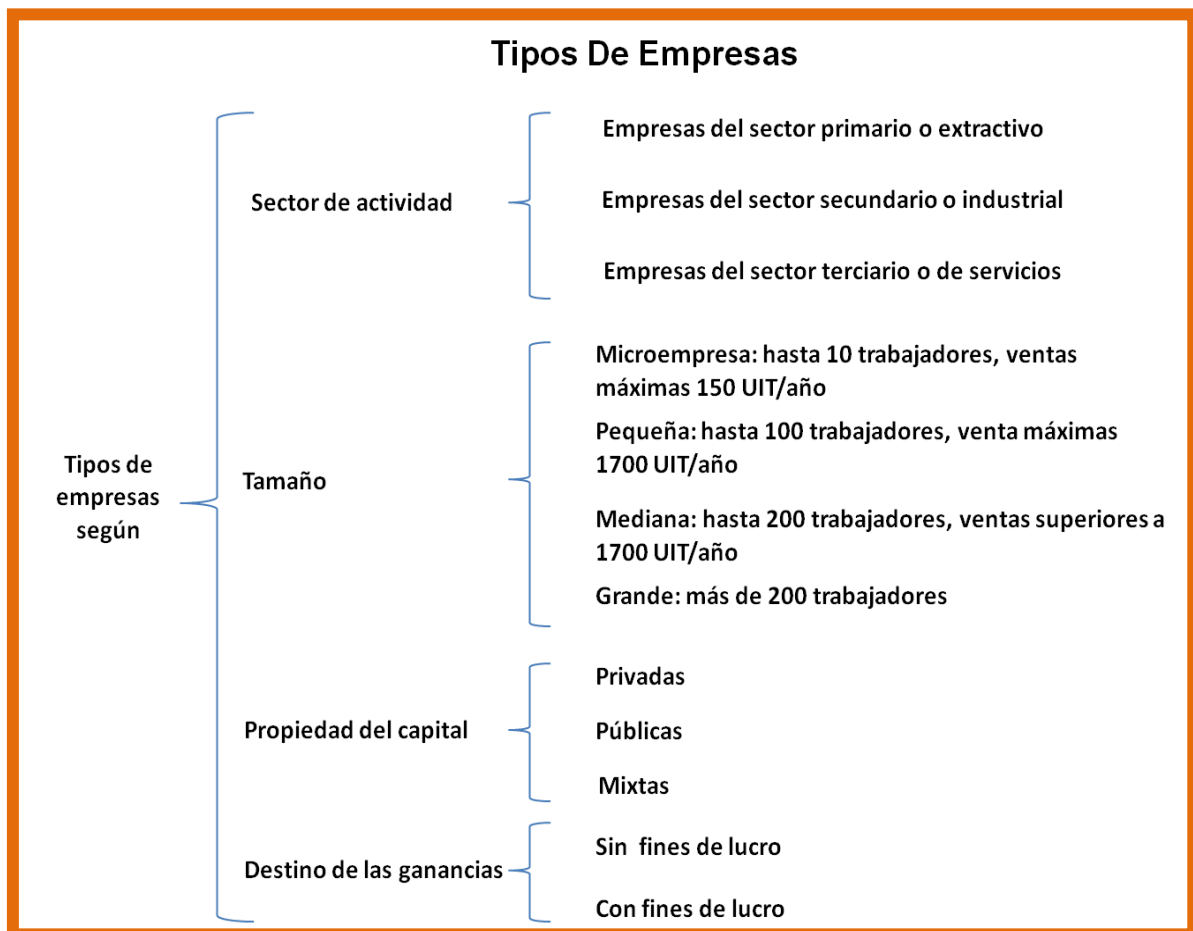 Tipos De Empresas
Tipos de
empresas
según
Sector de actividad
Empresas del sector primario o extractivo
Empresas del sector secundario o industrial
Empresas del sector terciario o de servicios
Tamaño
Microempresa: hasta 10 trabajadores, ventas
máximas 150 UIT/año
Pequeña: hasta 100 trabajadores, venta máximas
1700 UIT/año
Mediana: hasta 200 trabajadores, ventas superiores a
1700 UIT/año
Grande: más de 200 trabajadores
Propiedad del capital
Privadas
Públicas
Mixtas
Destino de las ganancias
Sin fines de lucro
Con fines de lucro